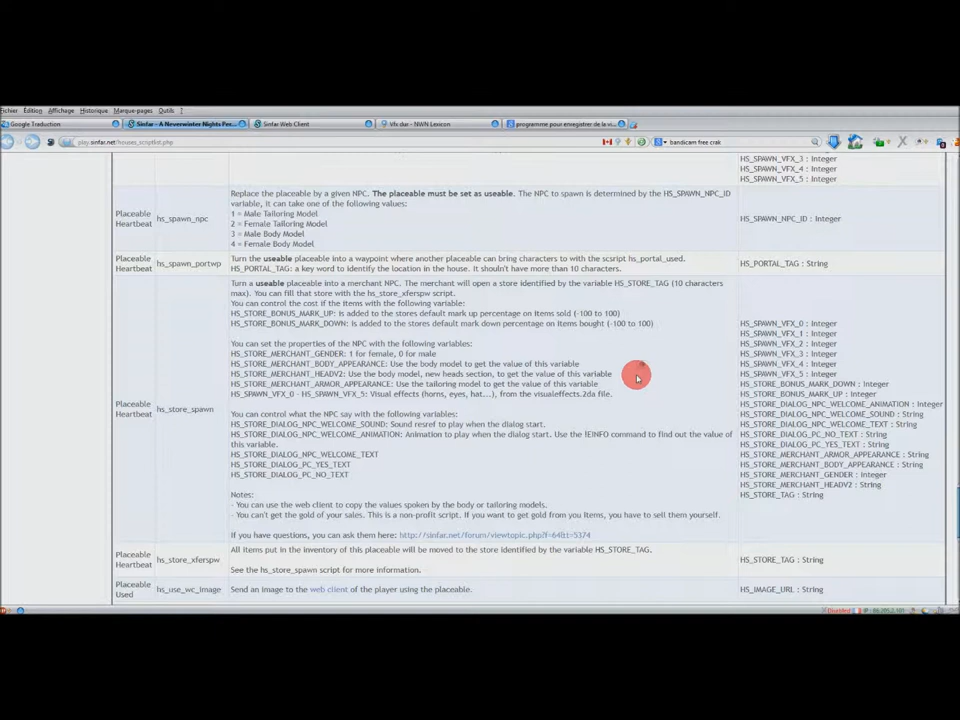 Fichier Édition Affichage Historique Marque-pages Outils ?
Google Traduction
Sinfar - A Neverwinter Nights Per...
Sinfar Web Client
Vfx dur - NWN Lexicon
programme pour enregistrer de la vi...
play.sinfar.net/houses_scriptlist.php
bandicam free crak
HS_SPAWN_VFX_3 : Integer
HS_SPAWN_VFX_4 : Integer
HS_SPAWN_VFX_5 : Integer
Placeable Heartbeat
hs_spawn_npc
Replace the placeable by a given NPC. The placeable must be set as useable. The NPC to spawn is determined by the HS_SPAWN_NPC_ID
variable, it can take one of the following values:
1 = Male Tailoring Model
2 = Female Tailoring Model
3 = Male Body Model
4 = Female Body Model
HS_SPAWN_NPC_ID : Integer
Placeable Heartbeat
hs_spawn_portwp
Turn the useable placeable into a waypoint where another placeable can bring characters to with the scsript hs_portal_used.
HS_PORTAL_TAG: a key word to identify the location in the house. It shouln't have more than 10 characters.
HS_PORTAL_TAG : String
Placeable Heartbeat
hs_store_spawn
Turn a useable placeable into a merchant NPC. The merchant will open a store identified by the variable HS_STORE_TAG (10 characters
max). You can fill that store with the hs_store_xferspw script.
You can control the cost if the items with the following variable:
HS_STORE_BONUS_MARK_UP: is added to the stores default mark up percentage on items sold (-100 to 100)
HS_STORE_BONUS_MARK_DOWN: is added to the stores default mark down percentage on items bought (-100 to 100)
You can set the properties of the NPC with the following variables:
HS_STORE_MERCHANT_GENDER: 1 for female, 0 for male
HS_STORE_MERCHANT_BODY_APPEARANCE: Use the body model to get the value of this variable
HS_STORE_MERCHANT_HEADV2: Use the body model, new heads section, to get the value of this variable
HS_STORE_MERCHANT_ARMOR_APPEARANCE: Use the tailoring model to get the value of this variable
HS_SPAWN_VFX_0 - HS_SPAWN_VFX_5: Visual effects (horns, eyes, hat...), from the visualeffects.2da file.
You can control what the NPC say with the following variables:
HS_STORE_DIALOG_NPC_WELCOME_SOUND: Sound resref to play when the dialog start.
HS_STORE_DIALOG_NPC_WELCOME_ANIMATION: Animation to play when the dialog start. Use the !EINFO command to find out the value of
this variable.
HS_STORE_DIALOG_NPC_WELCOME_TEXT
HS_STORE_DIALOG_PC_YES_TEXT
HS_STORE_DIALOG_PC_NO_TEXT
Notes:
- You can use the web client to copy the values spoken by the body or tailoring models.
- You can't get the gold of your sales. This is a non-profit script. If you want to get gold from you items, you have to sell them yourself.
If you have questions, you can ask them here: http://sinfar.net/forum/viewtopic.php?f=64&t=5374
HS_SPAWN_VFX_0 : Integer
HS_SPAWN_VFX_1 : Integer
HS_SPAWN_VFX_2 : Integer
HS_SPAWN_VFX_3 : Integer
HS_SPAWN_VFX_4 : Integer
HS_SPAWN_VFX_5 : Integer
HS_STORE_BONUS_MARK_DOWN : Integer
HS_STORE_BONUS_MARK_UP : Integer
HS_STORE_DIALOG_NPC_WELCOME_ANIMATION : Integer
HS_STORE_DIALOG_NPC_WELCOME_SOUND : String
HS_STORE_DIALOG_NPC_WELCOME_TEXT : String
HS_STORE_DIALOG_PC_NO_TEXT : String
HS_STORE_DIALOG_PC_YES_TEXT : String
HS_STORE_MERCHANT_ARMOR_APPEARANCE : String
HS_STORE_MERCHANT_BODY_APPEARANCE : String
HS_STORE_MERCHANT_GENDER : Integer
HS_STORE_MERCHANT_HEADV2 : String
HS_STORE_TAG : String
Placeable Heartbeat
hs_store_xferspw
All items put in the inventory of this placeable will be moved to the store identified by the variable HS_STORE_TAG.
See the hs_store_spawn script for more information.
HS_STORE_TAG : String
Placeable Used
hs_use_wc_image
Send an image to the web client of the player using the placeable.
HS_IMAGE_URL : String
Disabled